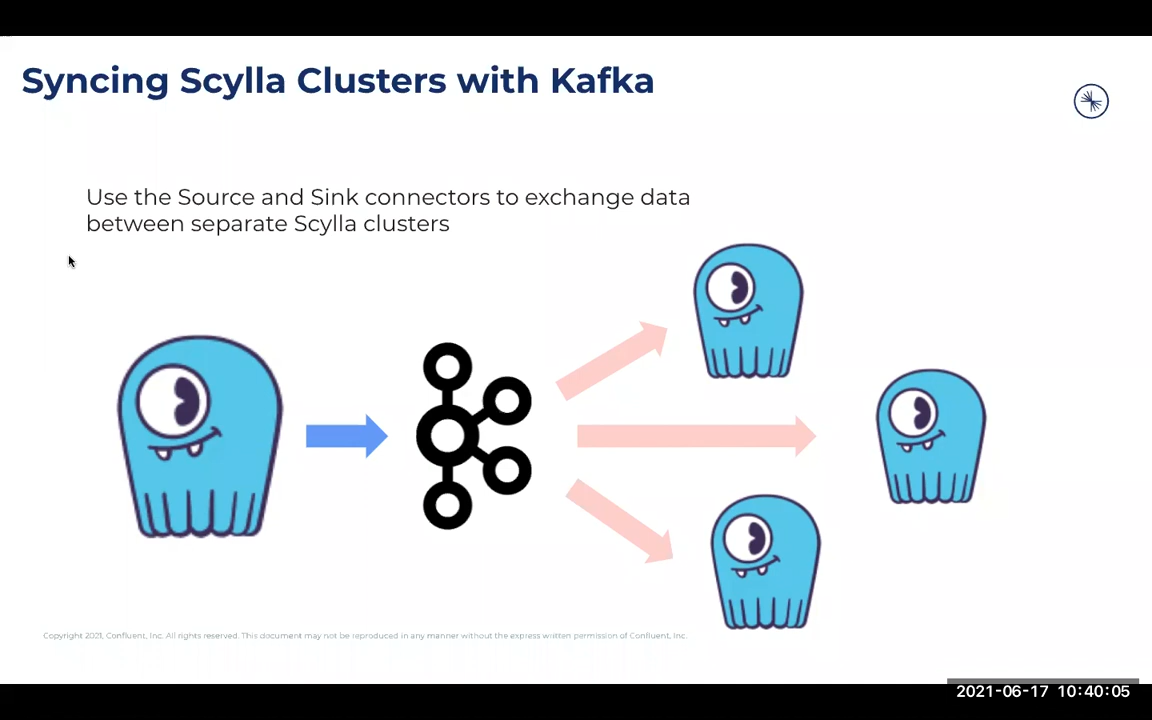 Syncing Scylla Clusters with Kafka
Use the Source and Sink connectors to exchange data
between separate Scylla clusters
Copyright 2021, Confluent, Inc. All rights reserved. This document may not be reproduced in any manner without the express written permission of Confluent, Inc.
2021-06-17 10:40:05